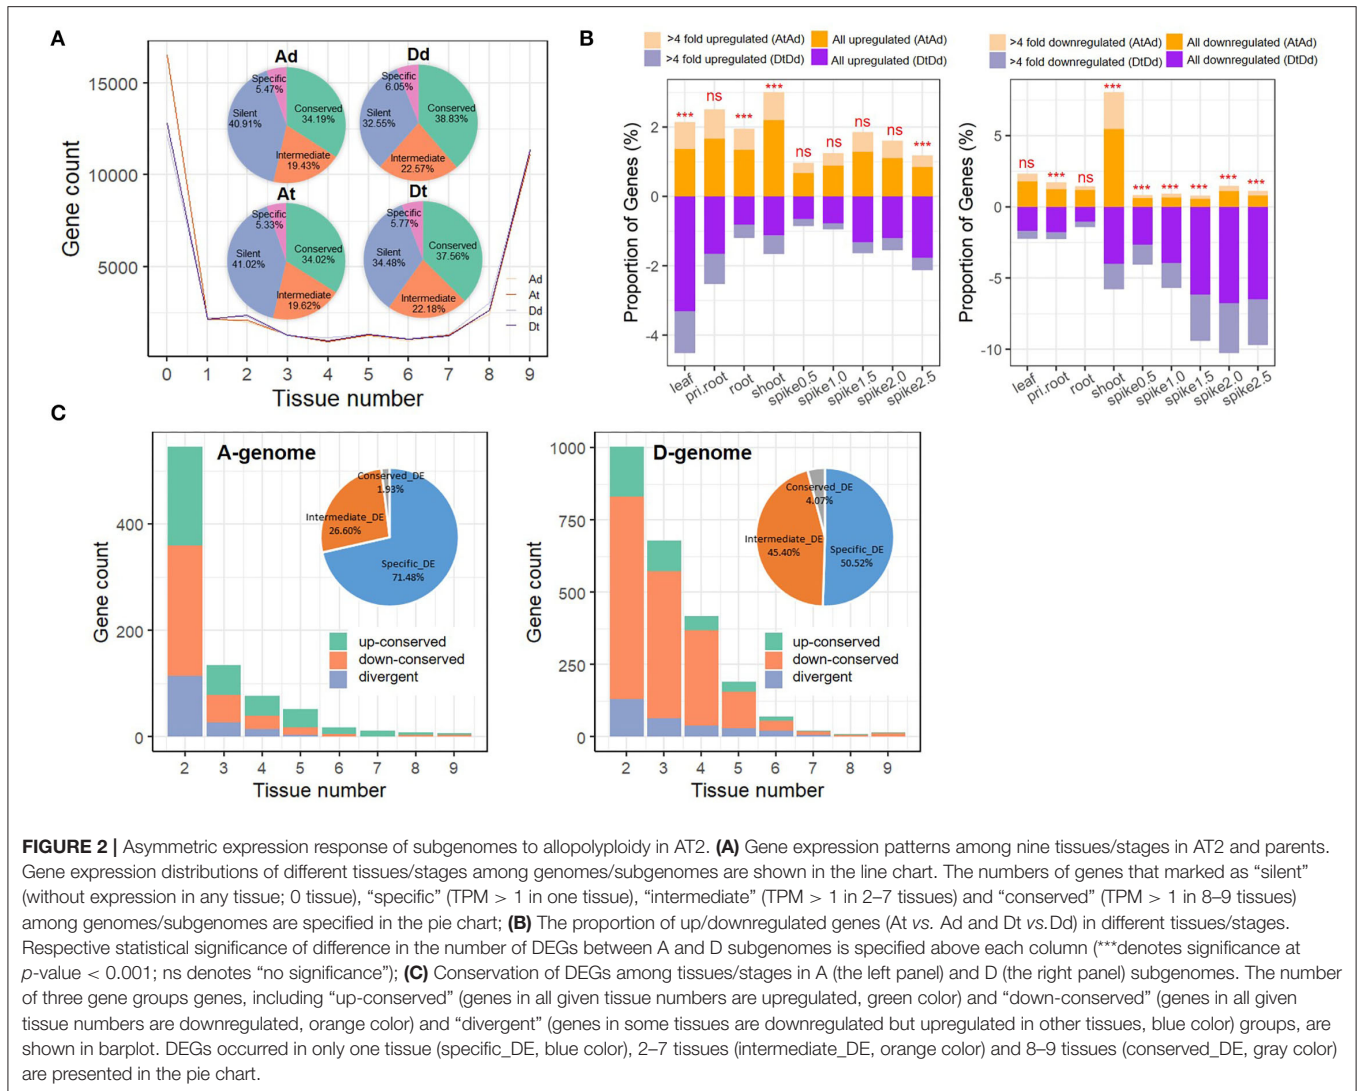 A
Gene count
15000
10000
5000
0 1 2 3 4 5 6 7 8 9
Tissue number
Ad
Specific
5.47%
Silent
40.91%
Conserved
34.19%
Intermediate
19.43%
Dd
Specific
6.05%
Silent
32.55%
Conserved
38.83%
Intermediate
22.57%
At
Specific
5.33%
Silent
41.02%
Conserved
34.02%
Intermediate
19.62%
Dt
Specific
5.77%
Silent
34.48%
Conserved
37.56%
Intermediate
22.18%
Ad
At
Dd
Dt
B
>4 fold upregulated (AtAd) All upregulated (AtAd)
>4 fold upregulated (DtDd) All upregulated (DtDd)
Proportion of Genes (%)
2
0
-2
-4
*** ns *** *** ns ns ns ns ***
leaf pri.root root shoot spike0.5 spike1.0 spike1.5 spike2.0 spike2.5
>4 fold downregulated (AtAd) All downregulated (AtAd)
>4 fold downregulated (DtDd) All downregulated (DtDd)
Proportion of Genes (%)
5
0
-5
-10
ns *** ns *** *** *** *** *** ***
leaf pri.root root shoot spike0.5 spike1.0 spike1.5 spike2.0 spike2.5
C
A-genome
Gene count
400
200
0
2 3 4 5 6 7 8 9
Tissue number
Conserved_DE
1.93%
Intermediate_DE
26.60%
Specific_DE
71.48%
up-conserved
down-conserved
divergent
D-genome
Gene count
1000
750
500
250
0
2 3 4 5 6 7 8 9
Tissue number
Conserved_DE
4.07%
Intermediate_DE
45.40%
Specific_DE
50.52%
up-conserved
down-conserved
divergent
FIGURE 2 | Asymmetric expression response of subgenomes to allopolyploidy in AT2. (A) Gene expression patterns among nine tissues/stages in AT2 and parents.
Gene expression distributions of different tissues/stages among genomes/subgenomes are shown in the line chart. The numbers of genes that marked as “silent”
(without expression in any tissue; 0 tissue), “specific” (TPM > 1 in one tissue), “intermediate” (TPM > 1 in 2–7 tissues) and “conserved” (TPM > 1 in 8–9 tissues)
among genomes/subgenomes are specified in the pie chart; (B) The proportion of up/downregulated genes (At vs. Ad and Dt vs.Dd) in different tissues/stages.
Respective statistical significance of difference in the number of DEGs between A and D subgenomes is specified above each column (***denotes significance at
p-value < 0.001; ns denotes “no significance”); (C) Conservation of DEGs among tissues/stages in A (the left panel) and D (the right panel) subgenomes. The number
of three gene groups genes, including “up-conserved” (genes in all given tissue numbers are upregulated, green color) and “down-conserved” (genes in all given
tissue numbers are downregulated, orange color) and “divergent” (genes in some tissues are downregulated but upregulated in other tissues, blue color) groups, are
shown in barplot. DEGs occurred in only one tissue (specific_DE, blue color), 2–7 tissues (intermediate_DE, orange color) and 8–9 tissues (conserved_DE, gray color)
are presented in the pie chart.